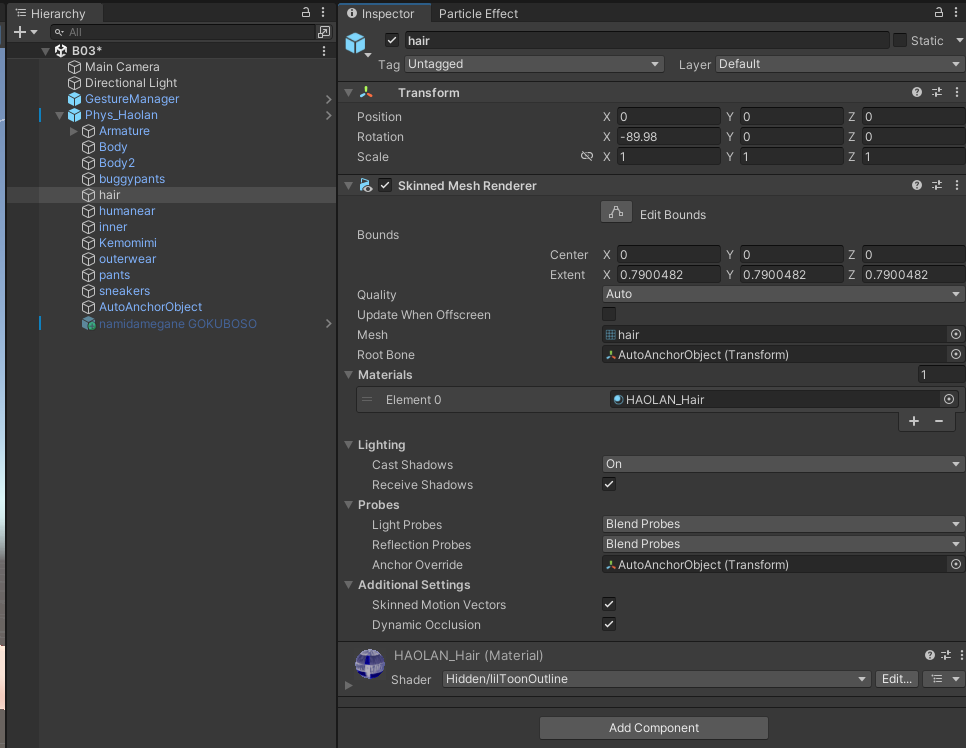 Hierarchy
All
B03*
Main Camera
Directional Light
GestureManager
Phys_Haolan
Armature
Body
Body2
buggypants
hair
humanear
inner
Kemomimi
outerwear
pants
sneakers
AutoAnchorObject
namidamegane GOKUBOSO
Inspector Particle Effect
hair Static
Tag Untagged Layer Default
Transform
Position X 0 Y 0 Z 0
Rotation X -89.98 Y 0 Z 0
Scale X 1 Y 1 Z 1
Skinned Mesh Renderer
Edit Bounds
Bounds
Center X 0 Y 0 Z 0
Extent X 0.7900482 Y 0.7900482 Z 0.7900482
Quality Auto
Update When Offscreen
Mesh hair
Root Bone AutoAnchorObject (Transform)
Materials 1
Element 0 HAOLAN_Hair
+ −
Lighting
Cast Shadows On
Receive Shadows
Probes
Light Probes Blend Probes
Reflection Probes Blend Probes
Anchor Override AutoAnchorObject (Transform)
Additional Settings
Skinned Motion Vectors
Dynamic Occlusion
HAOLAN_Hair (Material)
Shader Hidden/lilToonOutline Edit...
Add Component